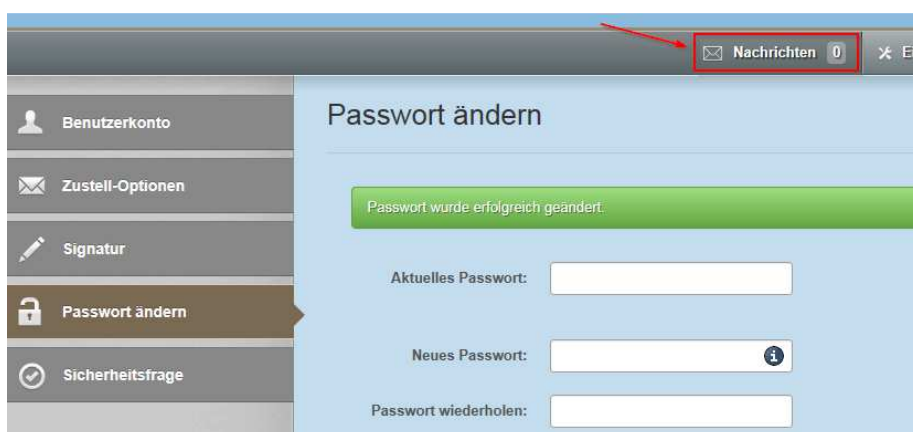 Nachrichten 0
Benutzerkonto
Zustell-Optionen
Signatur
Passwort ändern
Sicherheitsfrage
Passwort ändern
Passwort wurde erfolgreich geändert.
Aktuelles Passwort:
Neues Passwort:
Passwort wiederholen: